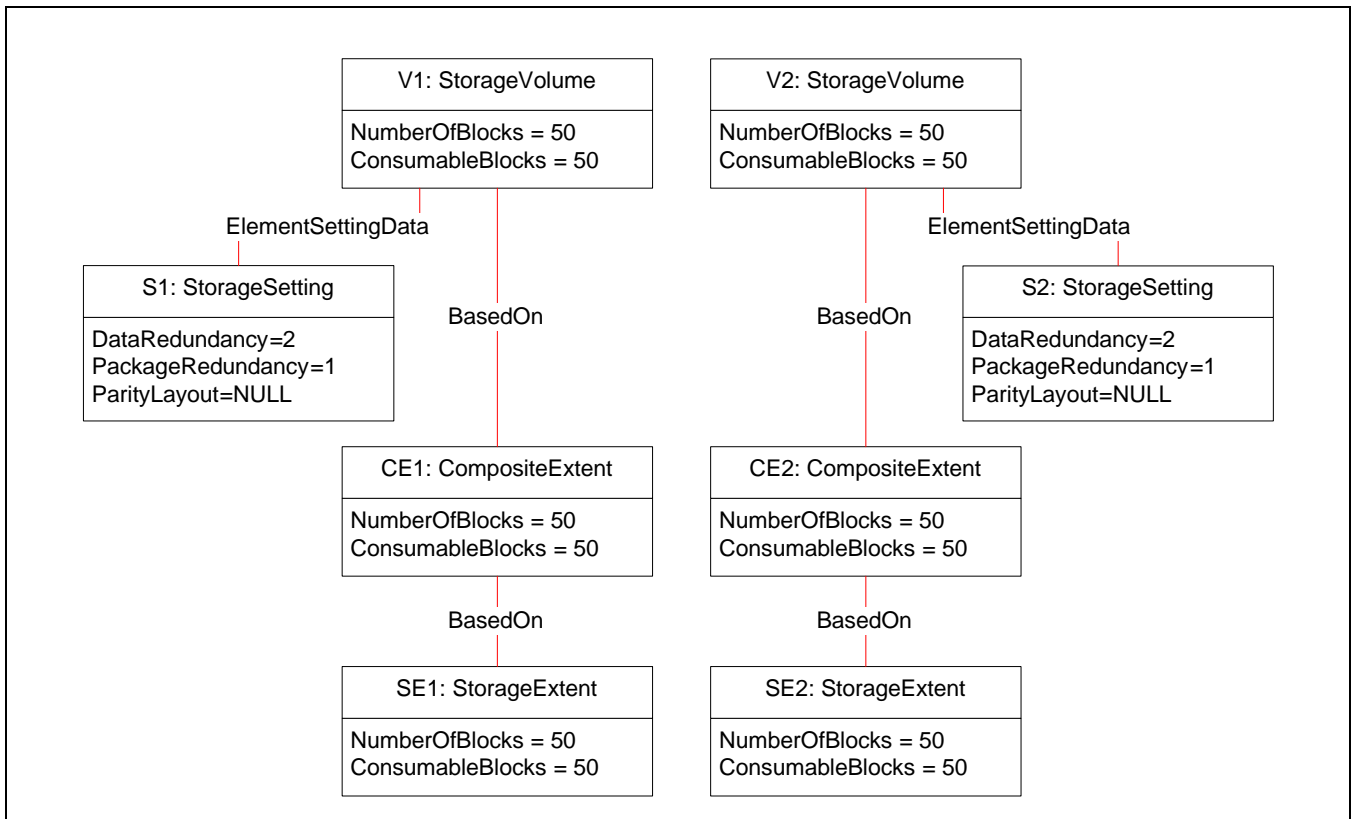 V1: StorageVolume
NumberOfBlocks = 50
ConsumableBlocks = 50
V2: StorageVolume
NumberOfBlocks = 50
ConsumableBlocks = 50
ElementSettingData
ElementSettingData
S1: StorageSetting
DataRedundancy=2
PackageRedundancy=1
ParityLayout=NULL
BasedOn
BasedOn
S2: StorageSetting
DataRedundancy=2
PackageRedundancy=1
ParityLayout=NULL
CE1: CompositeExtent
NumberOfBlocks = 50
ConsumableBlocks = 50
CE2: CompositeExtent
NumberOfBlocks = 50
ConsumableBlocks = 50
BasedOn
BasedOn
SE1: StorageExtent
NumberOfBlocks = 50
ConsumableBlocks = 50
SE2: StorageExtent
NumberOfBlocks = 50
ConsumableBlocks = 50